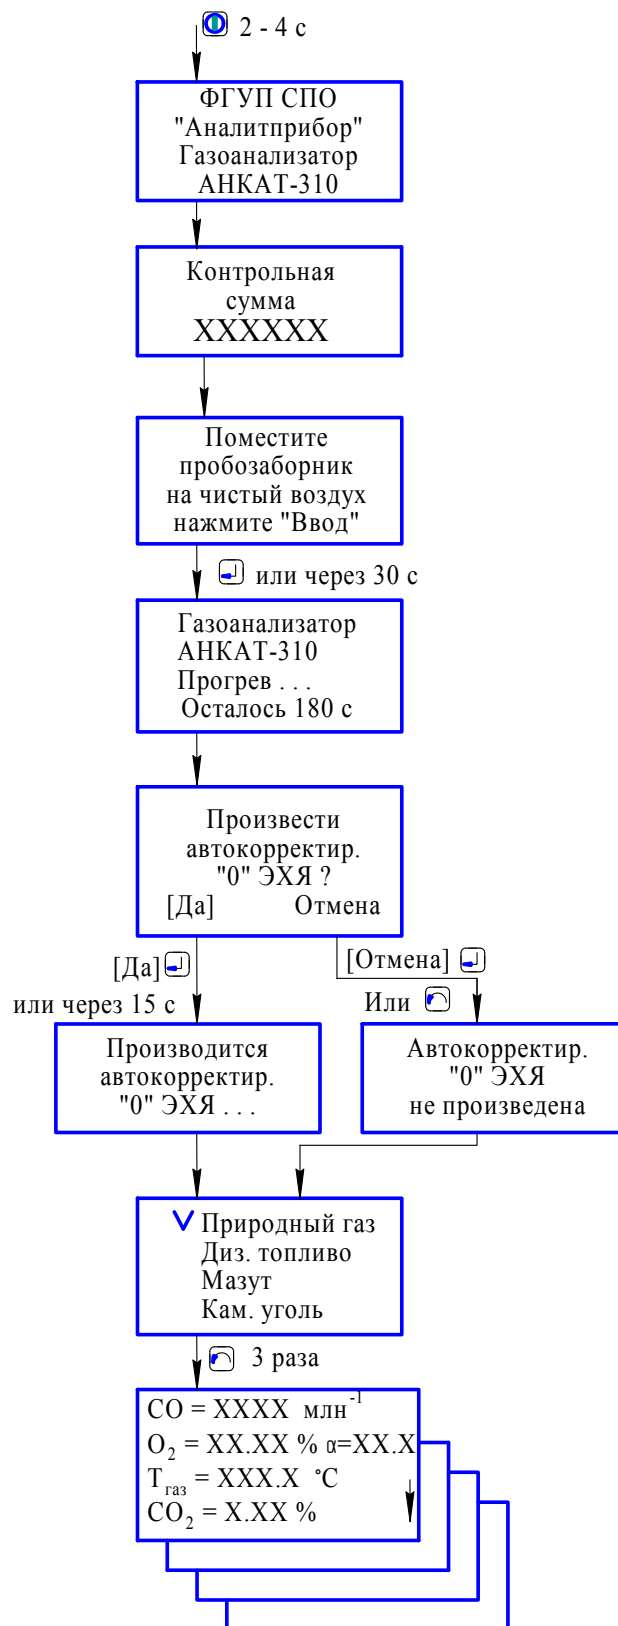 2 - 4 с
ФГУП СПО
"Аналитприбор"
Газоанализатор
АНКАТ-310
Контрольная
сумма
XXXXXX
Поместите
пробозаборник
на чистый воздух
нажмите "Ввод"
или через 30 с
Газоанализатор
АНКАТ-310
Прогрев . . .
Осталось 180 с
Произвести
автокорректир.
"0" ЭХЯ ?
[Да] Отмена
[Да]
или через 15 с
[Отмена]
Или
Производится
автокорректир.
"0" ЭХЯ . . .
Автокорректир.
"0" ЭХЯ
не произведена
Природный газ
Диз. топливо
Мазут
Кам. уголь
3 раза
CO = XXXX млн⁻¹
O₂ = XX.XX % α=XX.X
Tгаз = XXX.X °C
CO₂ = X.XX %